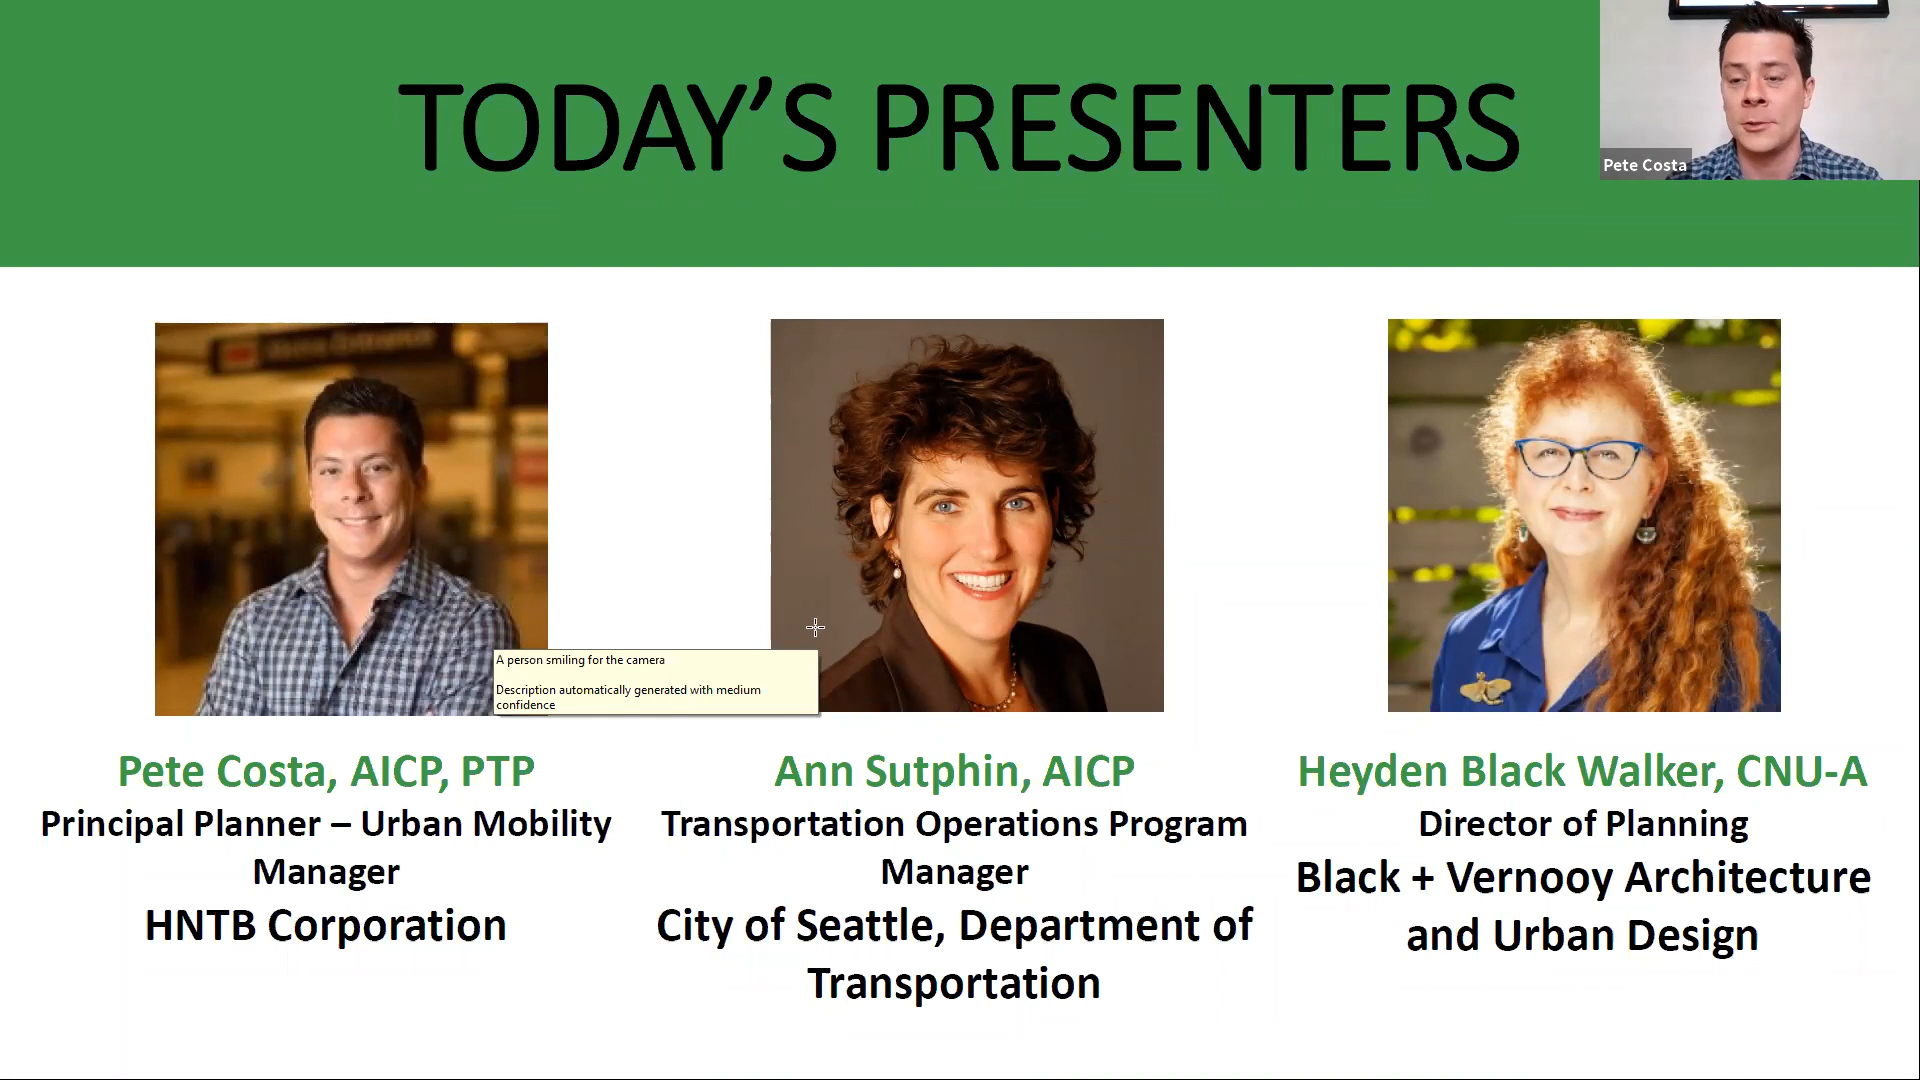 TODAY’S PRESENTERS
Pete Costa
A person smiling for the camera
Description automatically generated with medium
confidence
Pete Costa, AICP, PTP
Principal Planner – Urban Mobility
Manager
HNTB Corporation
Ann Sutphin, AICP
Transportation Operations Program
Manager
City of Seattle, Department of
Transportation
Heyden Black Walker, CNU-A
Director of Planning
Black + Vernooy Architecture
and Urban Design